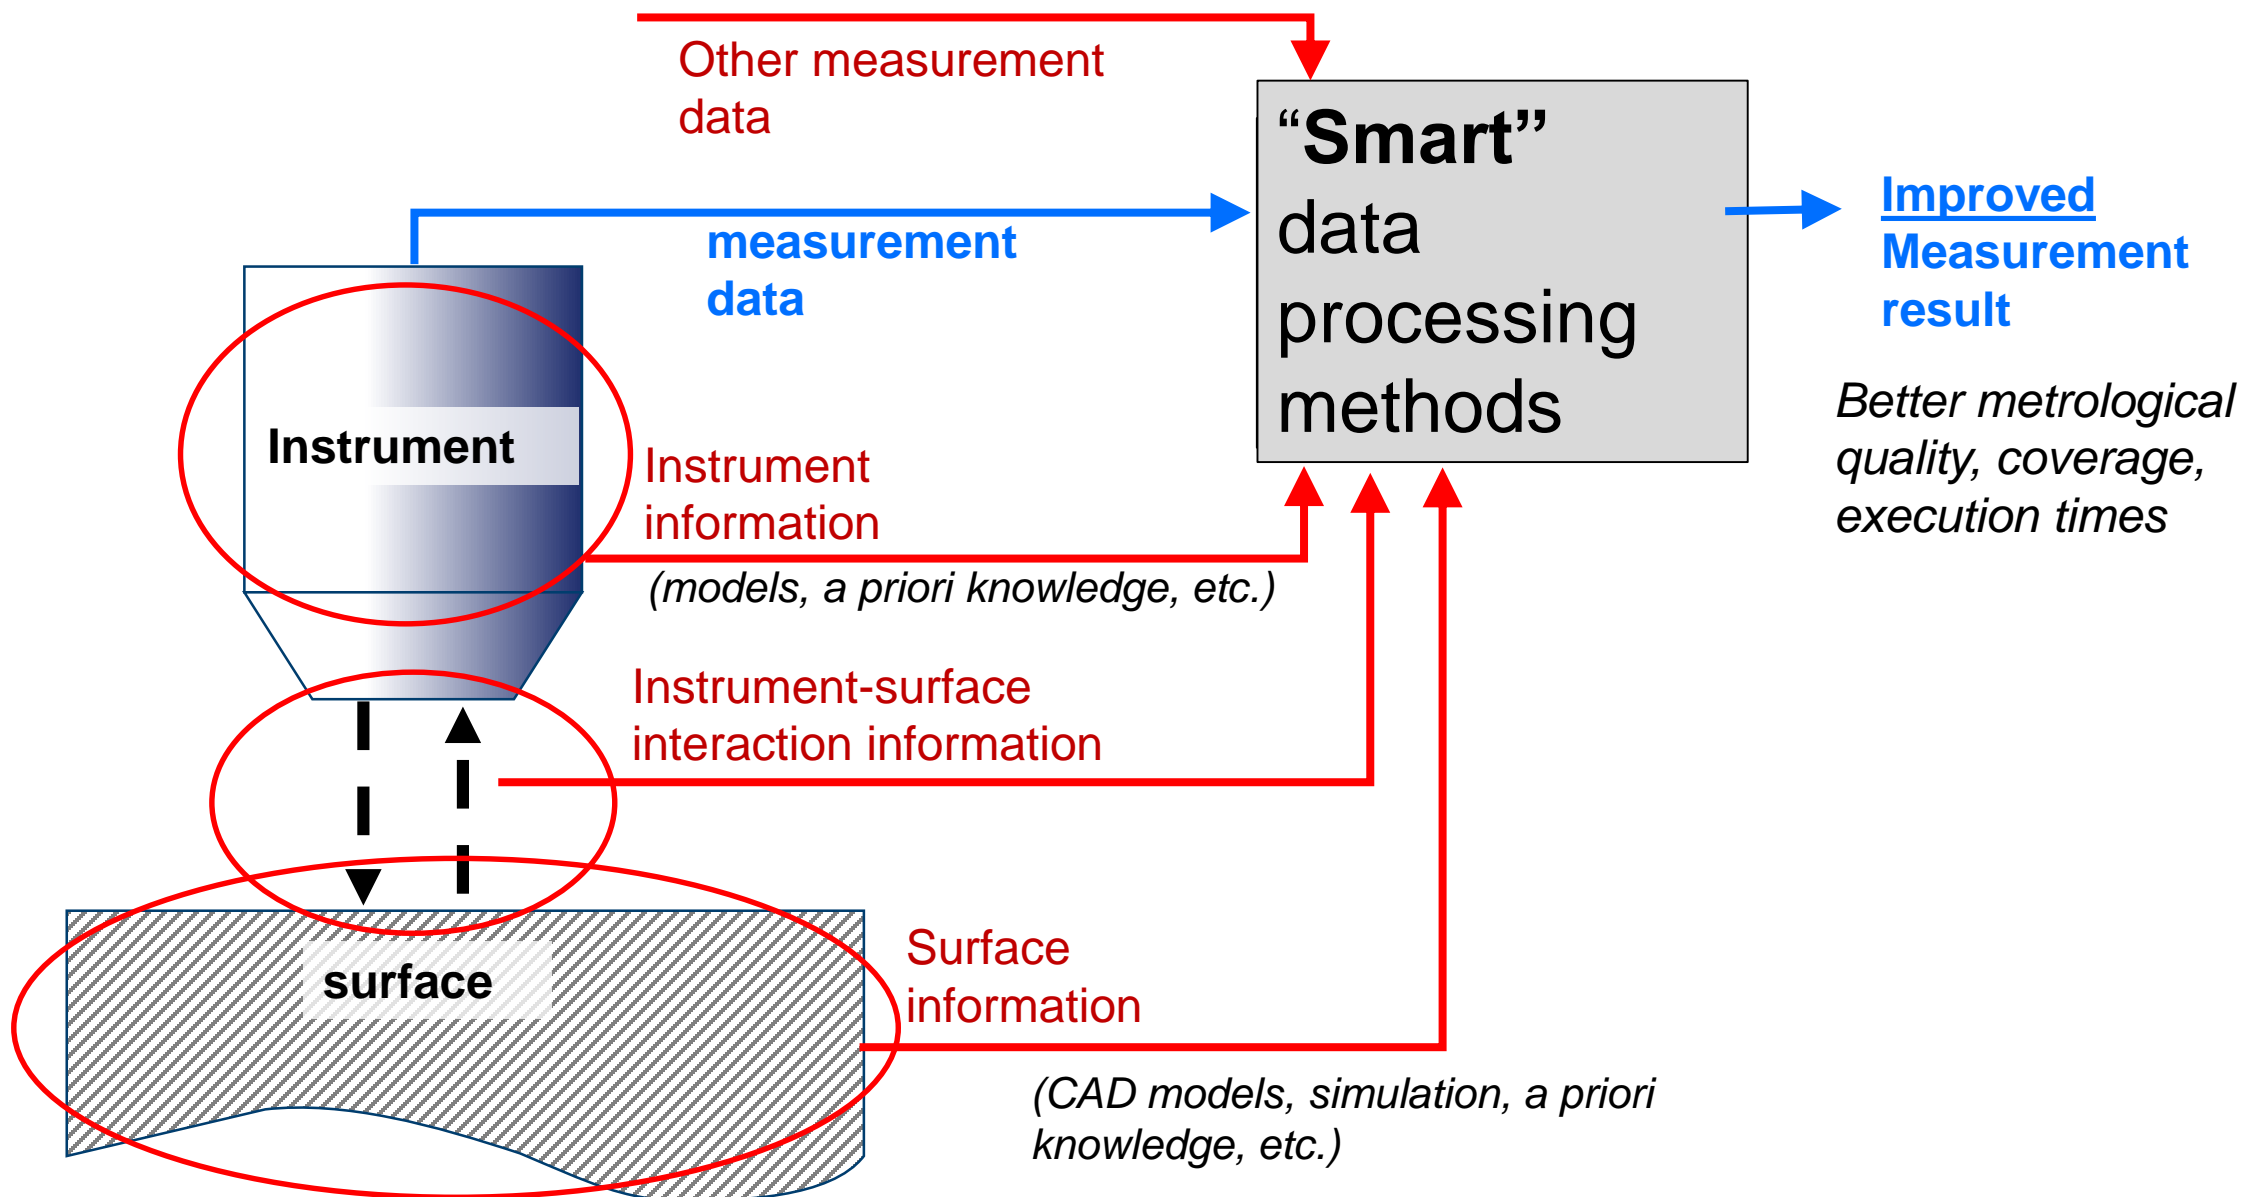 Other measurement
data
“Smart”
data
processing
methods
measurement
data
Improved
Measurement
result
Better metrological
quality, coverage,
execution times
Instrument
Instrument
information
(models, a priori knowledge, etc.)
Instrument-surface
interaction information
surface
Surface
information
(CAD models, simulation, a priori
knowledge, etc.)